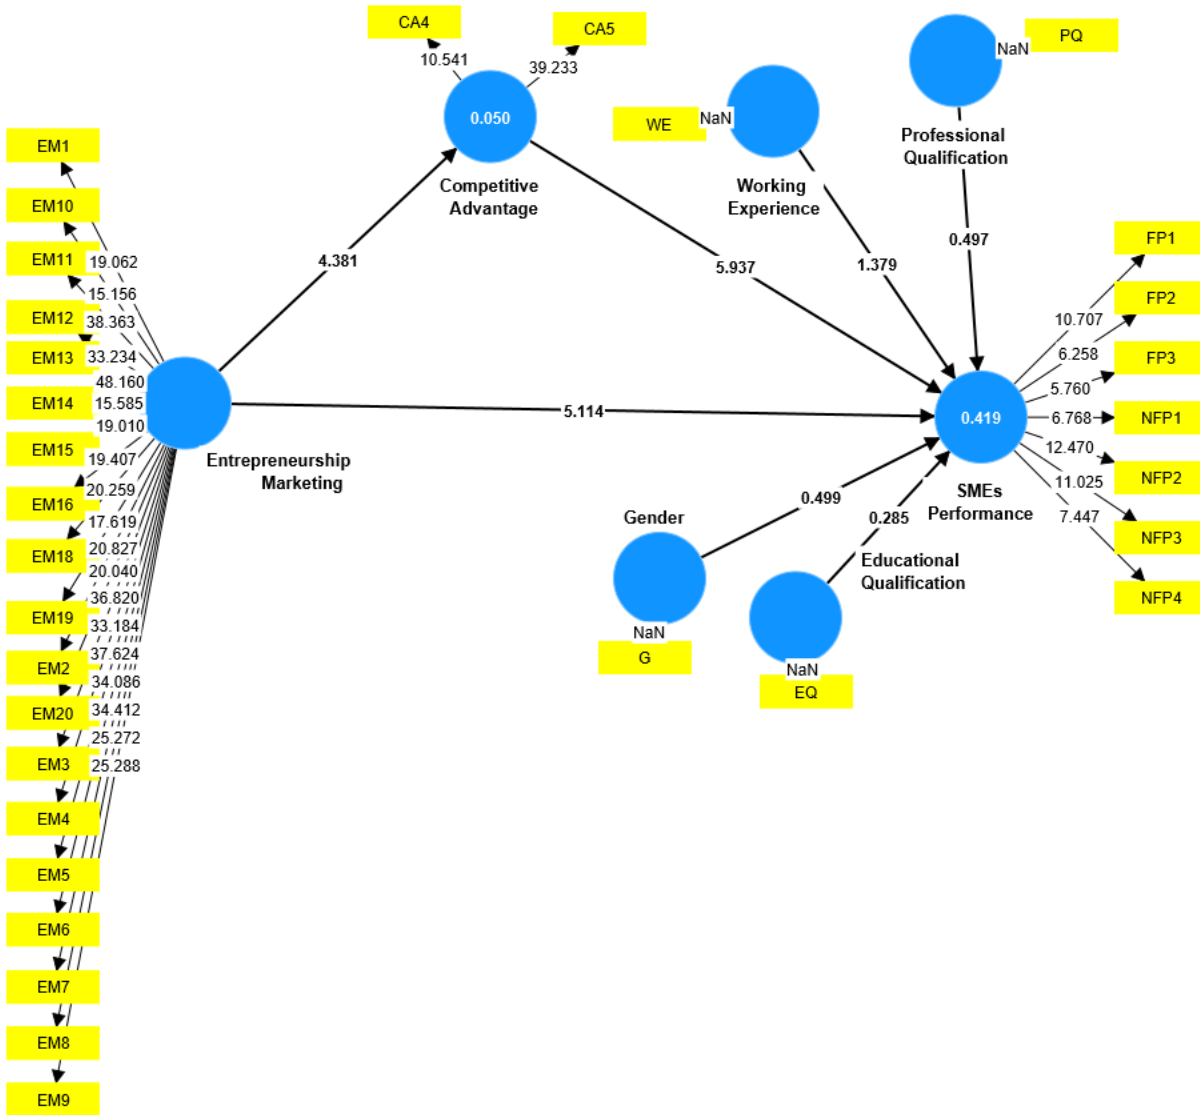 CA4
CA5
PQ
NaN
10.541
39.233
0.050
WE
NaN
Professional
Qualification
EM1
Competitive
Advantage
Working
Experience
EM10
EM11
19.062
4.381
5.937
1.379
0.497
FP1
15.156
EM12
38.363
FP2
10.707
EM13
33.234
6.258
FP3
48.160
5.760
EM14
15.585
5.114
0.419
6.768
NFP1
19.010
EM15
19.407
Entrepreneurship
Marketing
12.470
NFP2
20.259
EM16
0.499
SMEs
Performance
11.025
17.619
Gender
0.285
7.447
NFP3
20.827
EM18
Educational
Qualification
20.040
NFP4
36.820
EM19
33.184
NaN
G
37.624
EM2
NaN
34.086
EQ
EM20
34.412
25.272
EM3
25.288
EM4
EM5
EM6
EM7
EM8
EM9